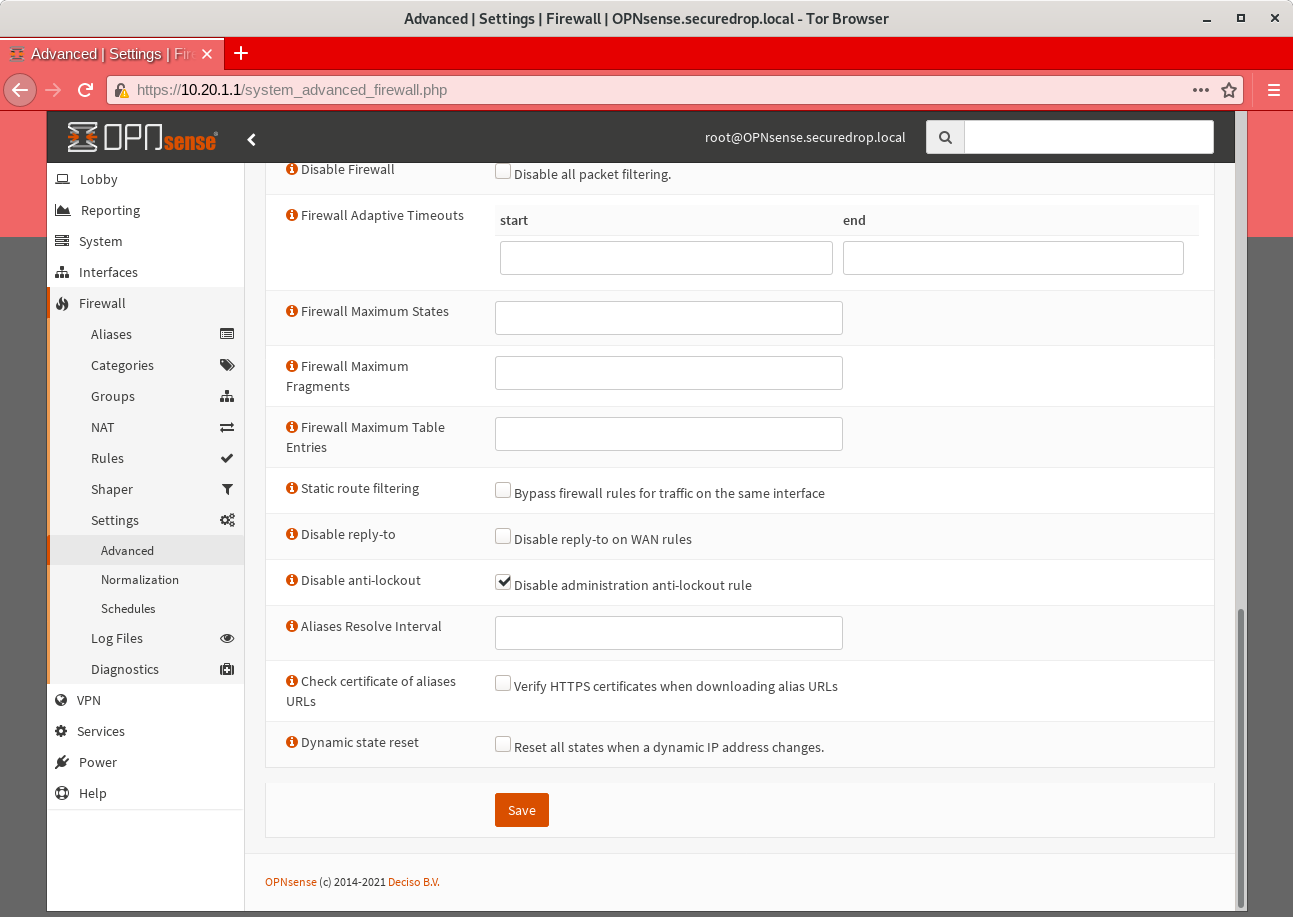 Advanced | Settings | Firewall | OPNsense.securedrop.local - Tor Browser
Advanced | Settings | Fir
https://10.20.1.1/system_advanced_firewall.php
OPNsense
root@OPNsense.securedrop.local
Lobby
Reporting
System
Interfaces
Firewall
Aliases
Categories
Groups
NAT
Rules
Shaper
Settings
Advanced
Normalization
Schedules
Log Files
Diagnostics
VPN
Services
Power
Help
Disable Firewall
Disable all packet filtering.
Firewall Adaptive Timeouts
start end
Firewall Maximum States
Firewall Maximum
Fragments
Firewall Maximum Table
Entries
Static route filtering
Bypass firewall rules for traffic on the same interface
Disable reply-to
Disable reply-to on WAN rules
Disable anti-lockout
Disable administration anti-lockout rule
Aliases Resolve Interval
Check certificate of aliases
URLs
Verify HTTPS certificates when downloading alias URLs
Dynamic state reset
Reset all states when a dynamic IP address changes.
Save
OPNsense (c) 2014-2021 Deciso B.V.